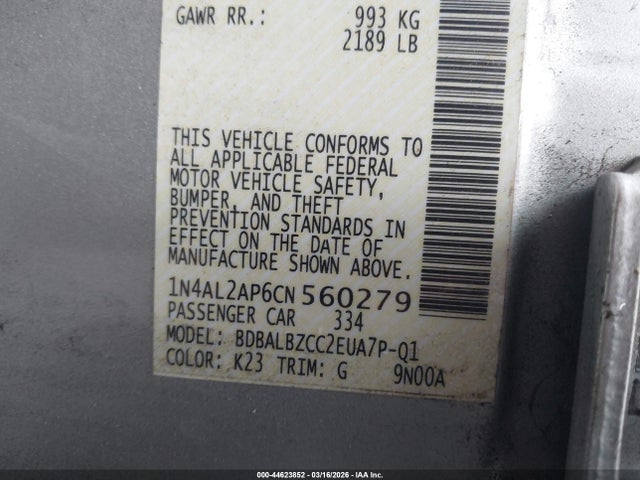 GAWR RR.: 993 KG
2189 LB
THIS VEHICLE CONFORMS TO
ALL APPLICABLE FEDERAL
MOTOR VEHICLE SAFETY,
BUMPER, AND THEFT
PREVENTION STANDARDS IN
EFFECT ON THE DATE OF
MANUFACTURE SHOWN ABOVE.
1N4AL2AP6CN 560279
PASSENGER CAR 334
MODEL: BDBALBZCC2EUA7P-Q1
COLOR: K23 TRIM: G 9N00A
000-44623852 - 03/16/2026 - IAA Inc.